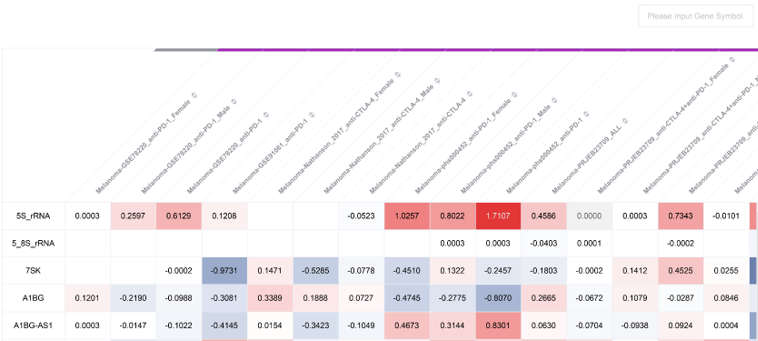 Please Input Gene Symbol
Melanoma-GSE78220_anti-PD-1_Female
Melanoma-GSE78220_anti-PD-1_Male
Melanoma-GSE78220_anti-PD-1
Melanoma-GSE91061_anti-PD-1
Melanoma-Nathanson_2017_anti-CTLA-4_Female
Melanoma-Nathanson_2017_anti-CTLA-4_Male
Melanoma-Nathanson_2017_anti-CTLA-4
Melanoma-phs000452_anti-PD-1_Female
Melanoma-phs000452_anti-PD-1_Male
Melanoma-phs000452_anti-PD-1
Melanoma-PRJEB23709_ALL
Melanoma-PRJEB23709_anti-CTLA-4+anti-PD-1_Female
Melanoma-PRJEB23709_anti-CTLA-4+anti-PD-1
Melanoma-PRJEB23709_anti-
5S_rRNA 0.0003 0.2597 0.6129 0.1208 -0.0523 1.0257 0.8022 1.7107 0.4586 0.0000 0.0003 0.7343 -0.0101
5_8S_rRNA 0.0003 0.0003 -0.0403 0.0001 -0.0002
7SK -0.0002 -0.9731 0.1471 -0.5285 -0.0778 -0.4510 0.1322 -0.2457 -0.1803 -0.0002 0.1412 0.4525 0.0255
A1BG 0.1201 -0.2190 -0.0988 -0.3081 0.3389 0.1888 0.0727 -0.4745 -0.2775 -0.8070 0.2665 -0.0672 0.1079 -0.0287 0.0846
A1BG-AS1 0.0003 -0.0147 -0.1022 -0.4145 0.0154 -0.3423 -0.1049 0.4673 0.3144 0.8301 0.0630 -0.0704 -0.0938 0.0924 0.0004